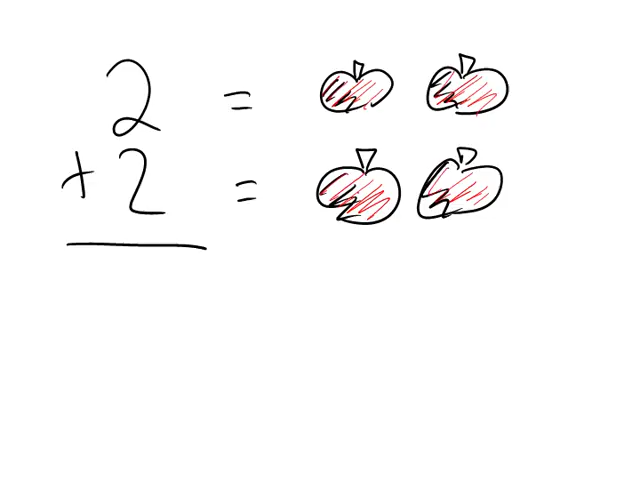 2 =
+ 2 =